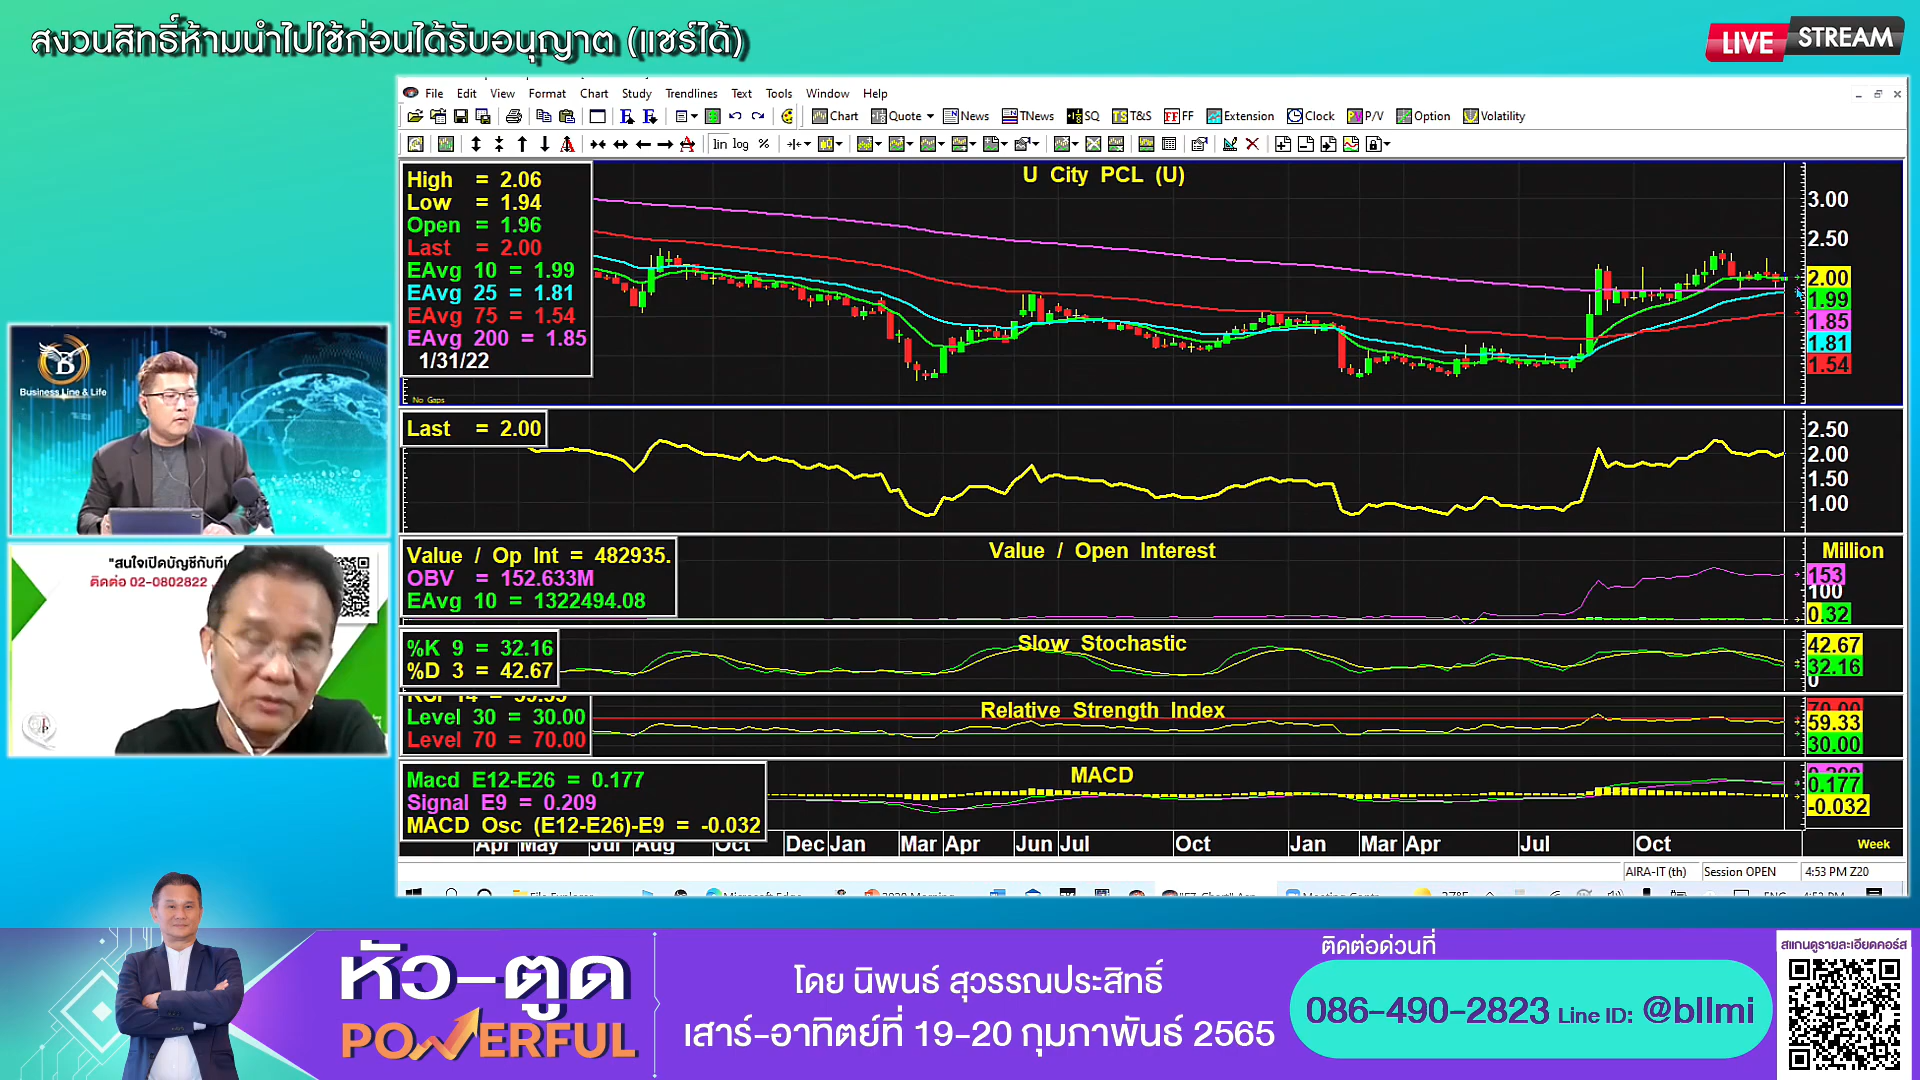 สงวนสิทธิ์ห้ามนำไปใช้ก่อนได้รับอนุญาต (แชร์ได้)
LIVE STREAM
File Edit View Format Chart Study Trendlines Text Tools Window Help
Chart Quote News TNews SQ T&S FF Extension Clock P/V Option Volatility
lin log %
U City PCL (U)
High = 2.06
Low = 1.94
Open = 1.96
Last = 2.00
EAvg 10 = 1.99
EAvg 25 = 1.81
EAvg 75 = 1.54
EAvg 200 = 1.85
1/31/22
No Gaps
3.00
2.50
2.00
1.99
1.85
1.81
1.54
Last = 2.00
2.50
2.00
1.50
1.00
Value / Open Interest
Value / Op Int = 482935.
OBV = 152.633M
EAvg 10 = 1322494.08
Million
153
100
0.32
Slow Stochastic
%K 9 = 32.16
%D 3 = 42.67
42.67
32.16
0
Relative Strength Index
Level 30 = 30.00
Level 70 = 70.00
70.00
59.33
30.00
MACD
Macd E12-E26 = 0.177
Signal E9 = 0.209
MACD Osc (E12-E26)-E9 = -0.032
0.177
-0.032
Apr May Jul Aug Oct Dec Jan Mar Apr Jun Jul Oct Jan Mar Apr Jul Oct Week
AIRA-IT (th) Session OPEN 4:53 PM Z20
B
Business Line & Life
"สนใจเปิดบัญชีกับทีม
ติดต่อ 02-0802822
หัว-ตูด
POWERFUL
โดย นิพนธ์ สุวรรณประสิทธิ์
เสาร์-อาทิตย์ที่ 19-20 กุมภาพันธ์ 2565
ติดต่อด่วนที่
086-490-2823 Line ID: @bllmi
สแกนดูรายละเอียดคอร์ส